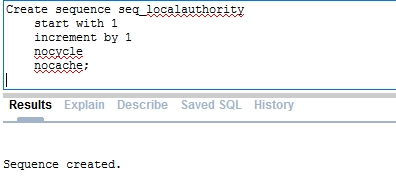 Create sequence seq_localauthority
start with 1
increment by 1
nocycle
nocache;
Results Explain Describe Saved SQL History
Sequence created.